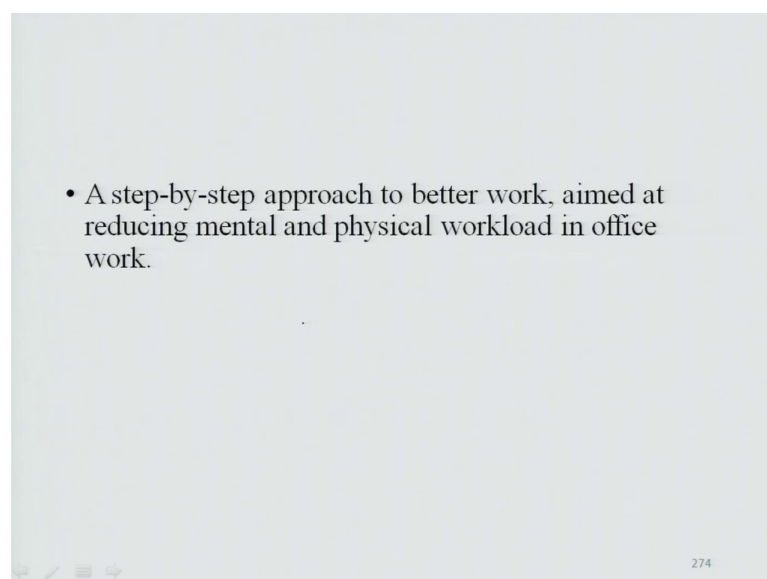 • A step-by-step approach to better work, aimed at
reducing mental and physical workload in office
work.
274